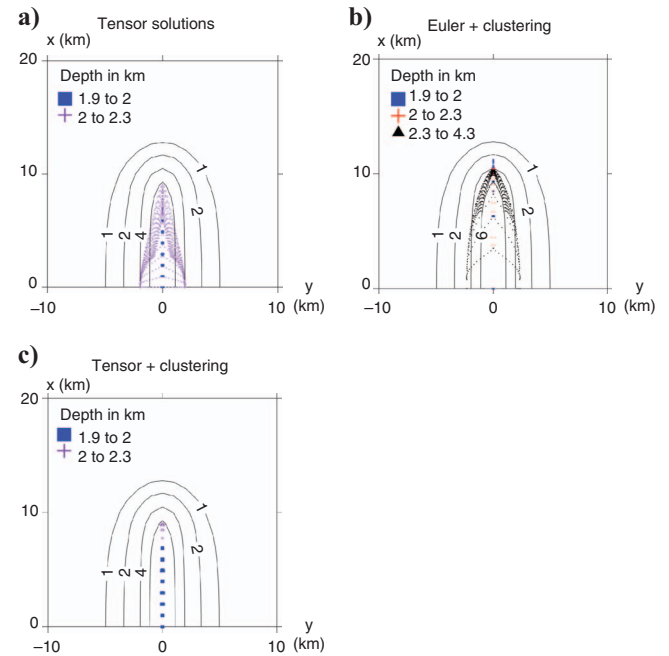 a)
Tensor solutions
x (km)
20
Depth in km
1.9 to 2
2 to 2.3
10
1
2
1
2
4
0
−10
0
10
y
(km)
b)
Euler + clustering
x (km)
20
Depth in km
1.9 to 2
2 to 2.3
2.3 to 4.3
10
1
2
1
2
6
0
−10
0
10
y
(km)
c)
Tensor + clustering
x (km)
20
Depth in km
1.9 to 2
2 to 2.3
10
1
2
1
2
4
0
−10
0
10
y
(km)